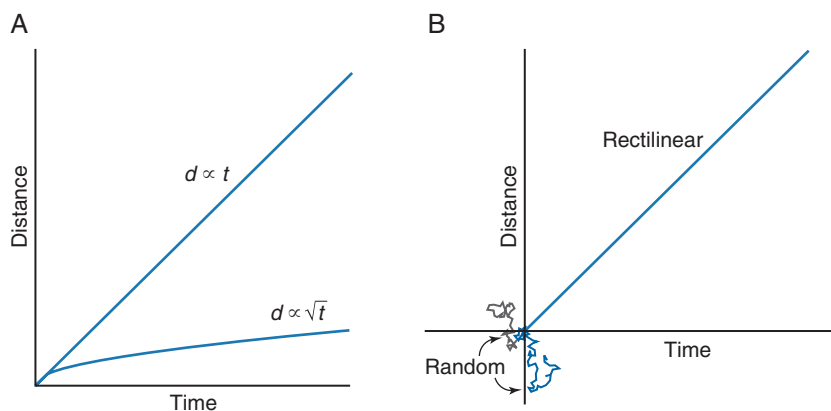 A
Distance
d ∝ t
d ∝ √t
Time
B
Distance
Rectilinear
Time
Random